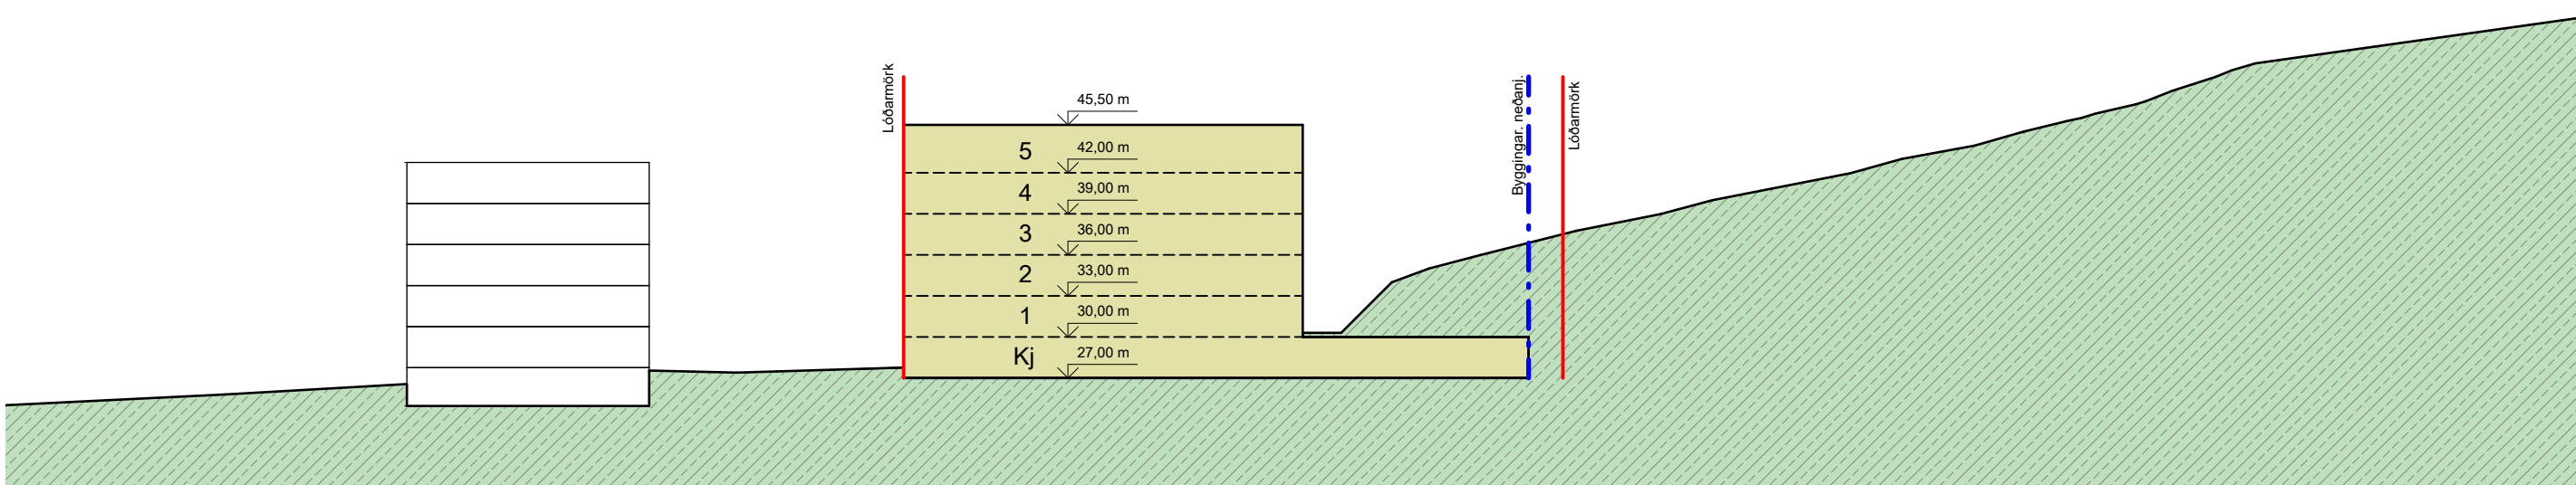 Lóðarmörk
45,50 m
5
42,00 m
4
39,00 m
3
36,00 m
2
33,00 m
1
30,00 m
Kj
27,00 m
Byggingar. neðanj.
Lóðarmörk